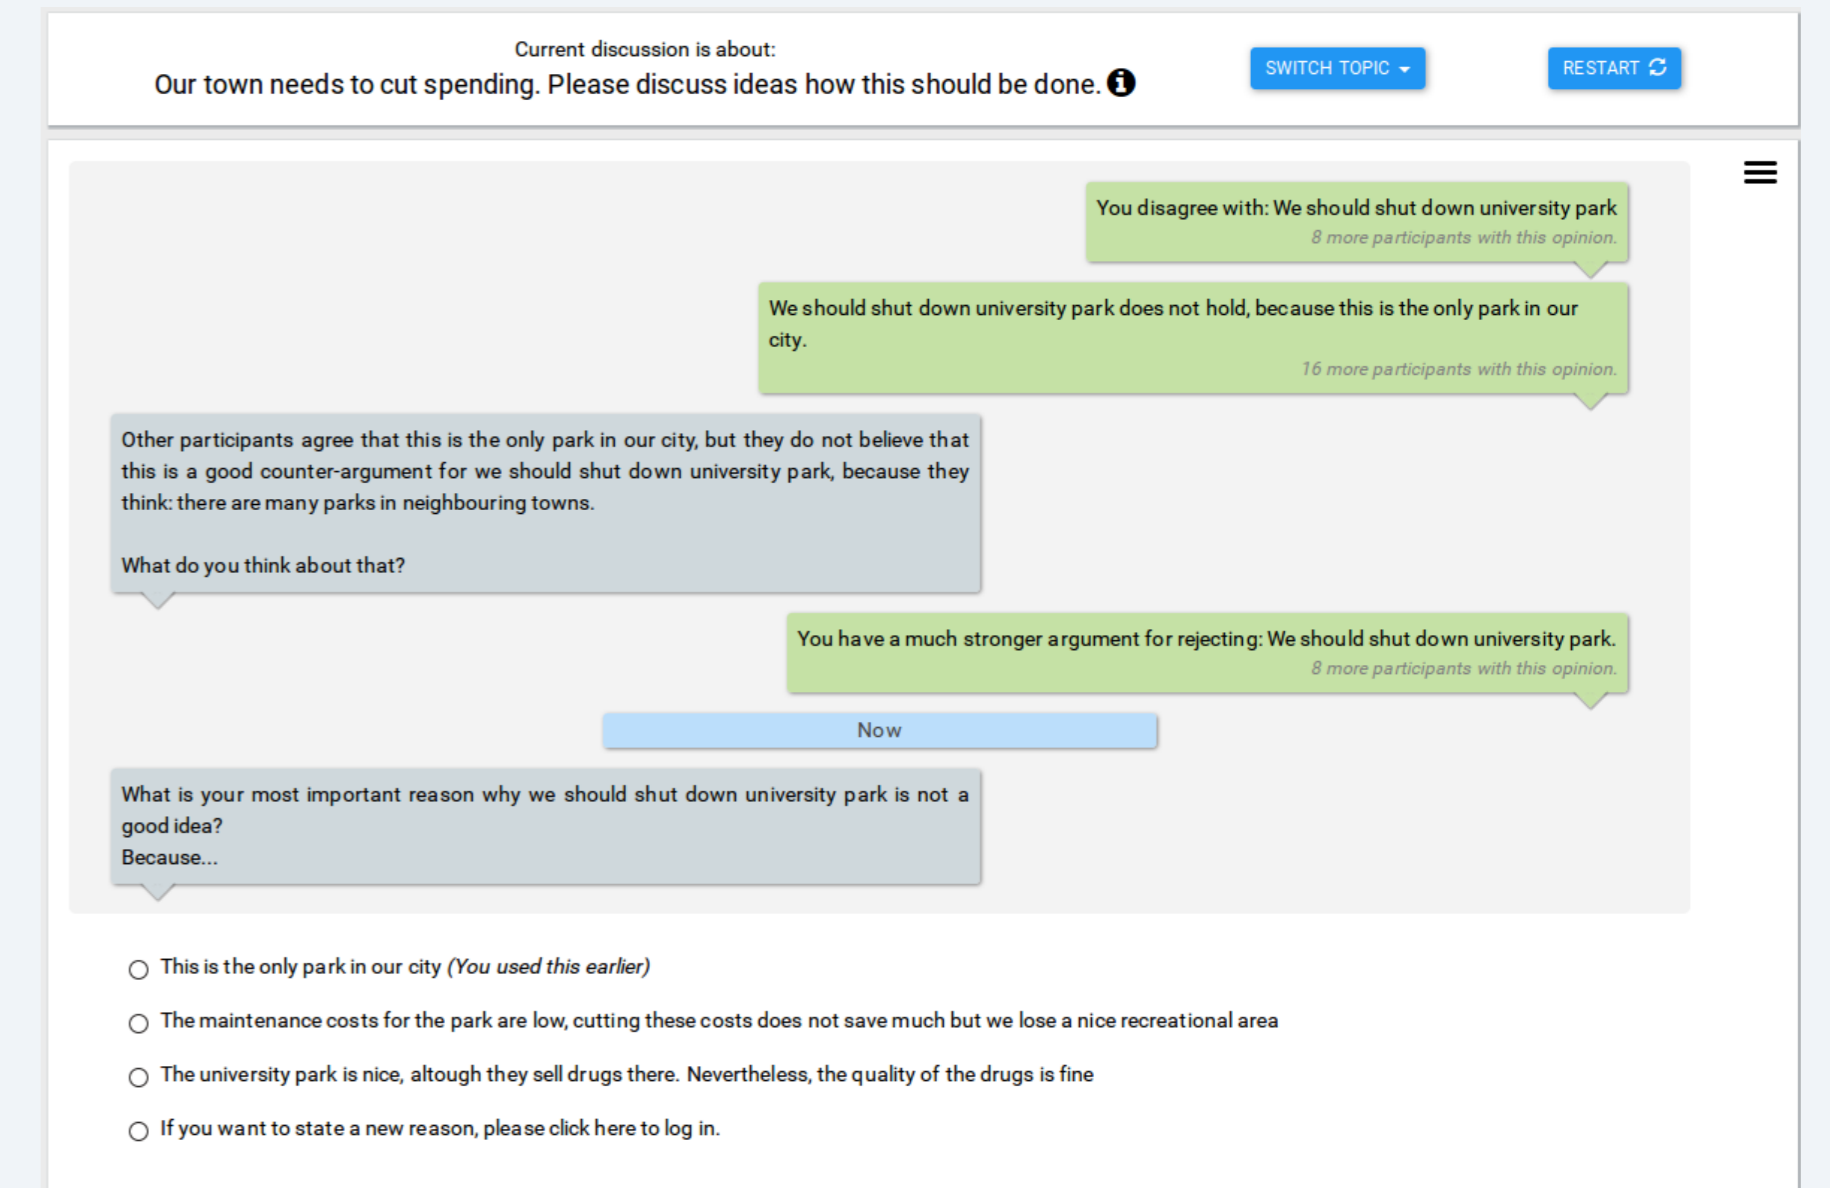 Current discussion is about:
Our town needs to cut spending. Please discuss ideas how this should be done.
SWITCH TOPIC
RESTART
You disagree with: We should shut down university park
8 more participants with this opinion.
We should shut down university park does not hold, because this is the only park in our
city.
16 more participants with this opinion.
Other participants agree that this is the only park in our city, but they do not believe that
this is a good counter-argument for we should shut down university park, because they
think: there are many parks in neighbouring towns.
What do you think about that?
You have a much stronger argument for rejecting: We should shut down university park.
8 more participants with this opinion.
Now
What is your most important reason why we should shut down university park is not a
good idea?
Because...
This is the only park in our city (You used this earlier)
The maintenance costs for the park are low, cutting these costs does not save much but we lose a nice recreational area
The university park is nice, altough they sell drugs there. Nevertheless, the quality of the drugs is fine
If you want to state a new reason, please click here to log in.